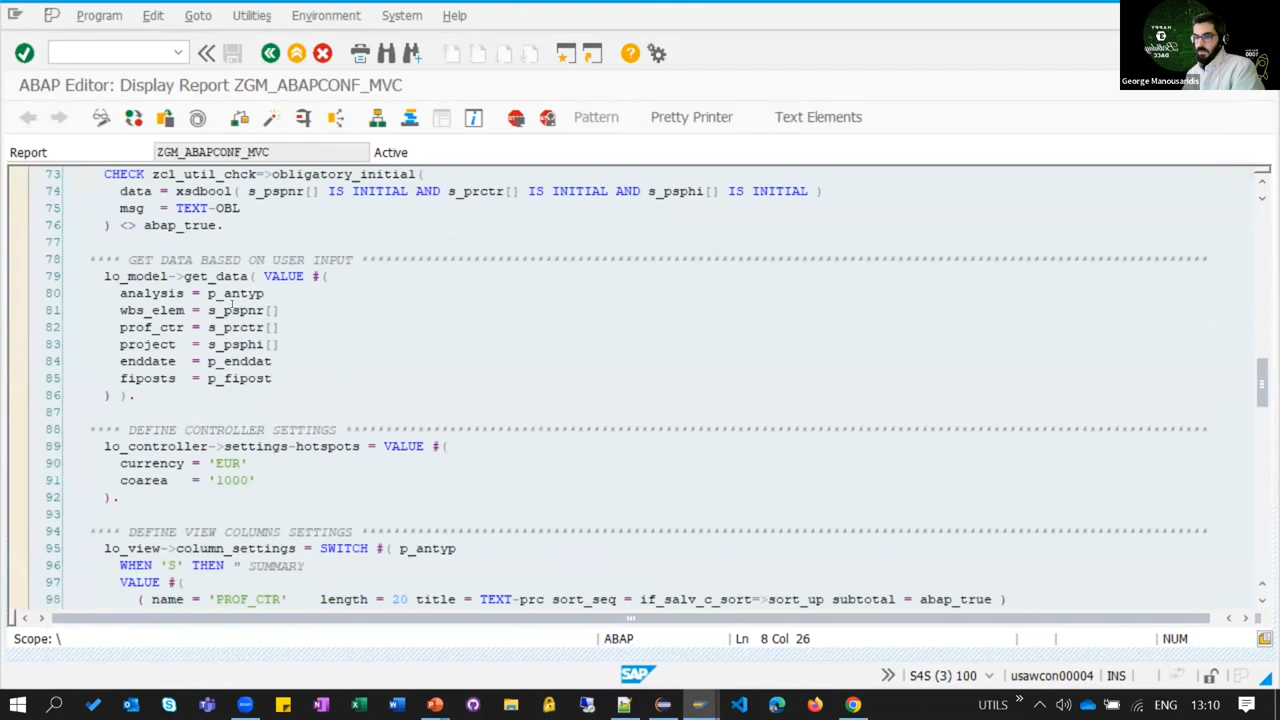 Program Edit Goto Utilities Environment System Help
ABAP Editor: Display Report ZGM_ABAPCONF_MVC
Pattern Pretty Printer Text Elements
Report ZGM_ABAPCONF_MVC Active
73 CHECK zcl_util_chck=>obligatory_initial(
74 data = xsdbool( s_pspnr[] IS INITIAL AND s_prctr[] IS INITIAL AND s_psphi[] IS INITIAL )
75 msg = TEXT-OBL
76 ) <> abap_true.
77
78 **** GET DATA BASED ON USER INPUT **********************************************************************************************************
79 lo_model->get_data( VALUE #(
80 analysis = p_antyp
81 wbs_elem = s_pspnr[]
82 prof_ctr = s_prctr[]
83 project = s_psphi[]
84 enddate = p_enddat
85 fiposts = p_fipost
86 ) ).
87
88 **** DEFINE CONTROLLER SETTINGS **********************************************************************************************************
89 lo_controller->settings-hotspots = VALUE #(
90 currency = 'EUR'
91 coarea = '1000'
92 ).
93
94 **** DEFINE VIEW COLUMNS SETTINGS **********************************************************************************************************
95 lo_view->column_settings = SWITCH #( p_antyp
96 WHEN 'S' THEN " SUMMARY
97 VALUE #(
98 ( name = 'PROF_CTR' length = 20 title = TEXT-prc sort_seq = if_salv_c_sort=>sort_up subtotal = abap_true )
Scope: \ ABAP Ln 8 Col 26 NUM
SAP S4S (3) 100 usawcon00004 INS
UTILS ENG 13:10
George Manousaridis